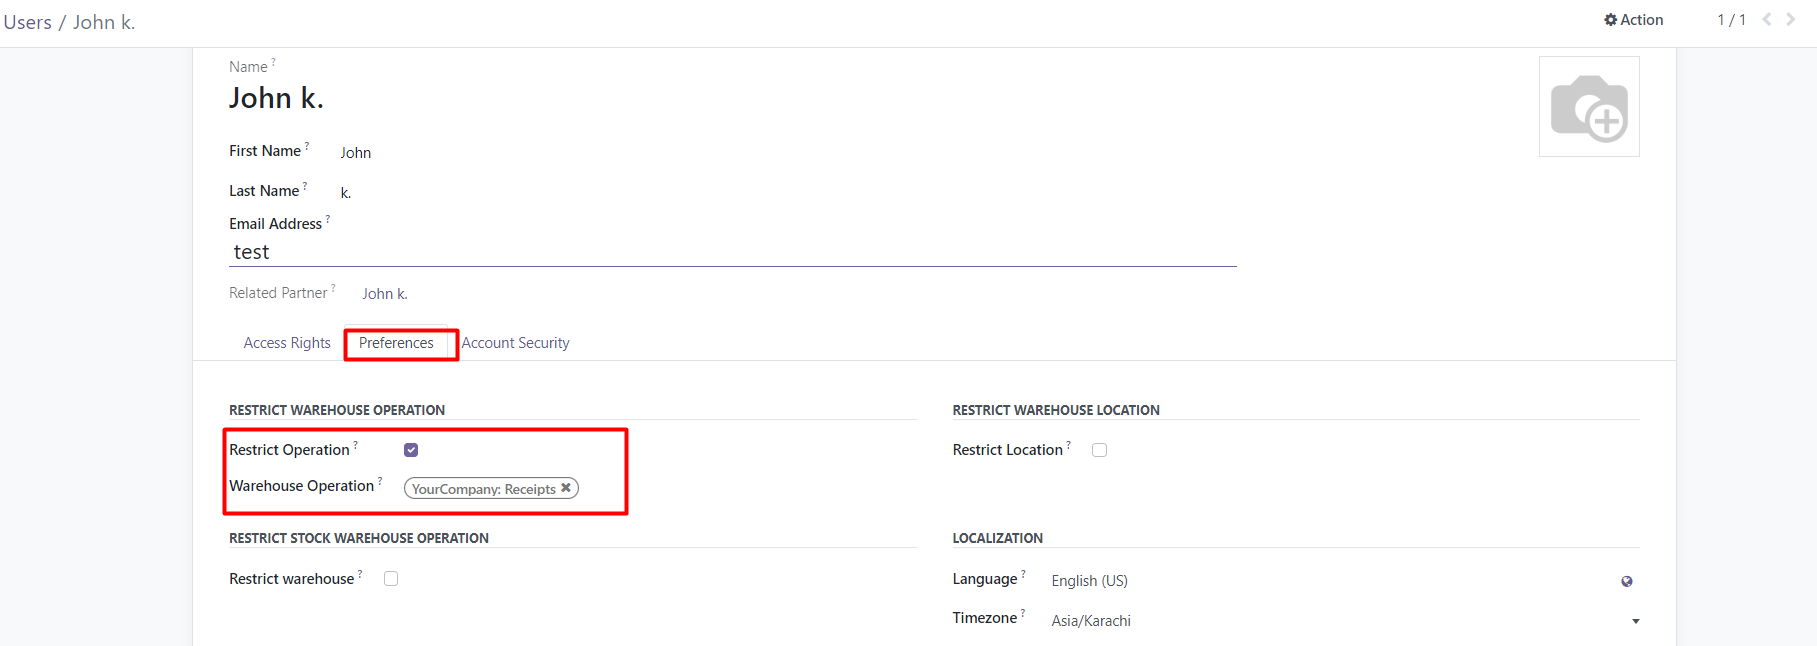 Users / John k.
Action
1 / 1
Name ?
John k.
First Name ? John
Last Name ? k.
Email Address ?
test
Related Partner ? John k.
Access Rights Preferences Account Security
RESTRICT WAREHOUSE OPERATION
Restrict Operation ?
Warehouse Operation ? YourCompany: Receipts ✖
RESTRICT WAREHOUSE LOCATION
Restrict Location ?
RESTRICT STOCK WAREHOUSE OPERATION
Restrict warehouse ?
LOCALIZATION
Language ? English (US)
Timezone ? Asia/Karachi